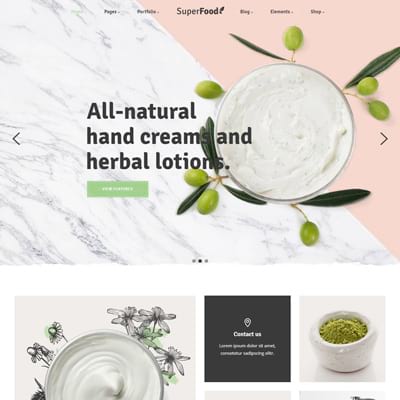 Home Pages Portfolio SuperFood Blog Elements Shop
All-natural
hand creams and
herbal lotions.
VIEW FEATURES
Contact us
Lorem ipsum dolor sit amet,
consetetur sadipscing elitr.